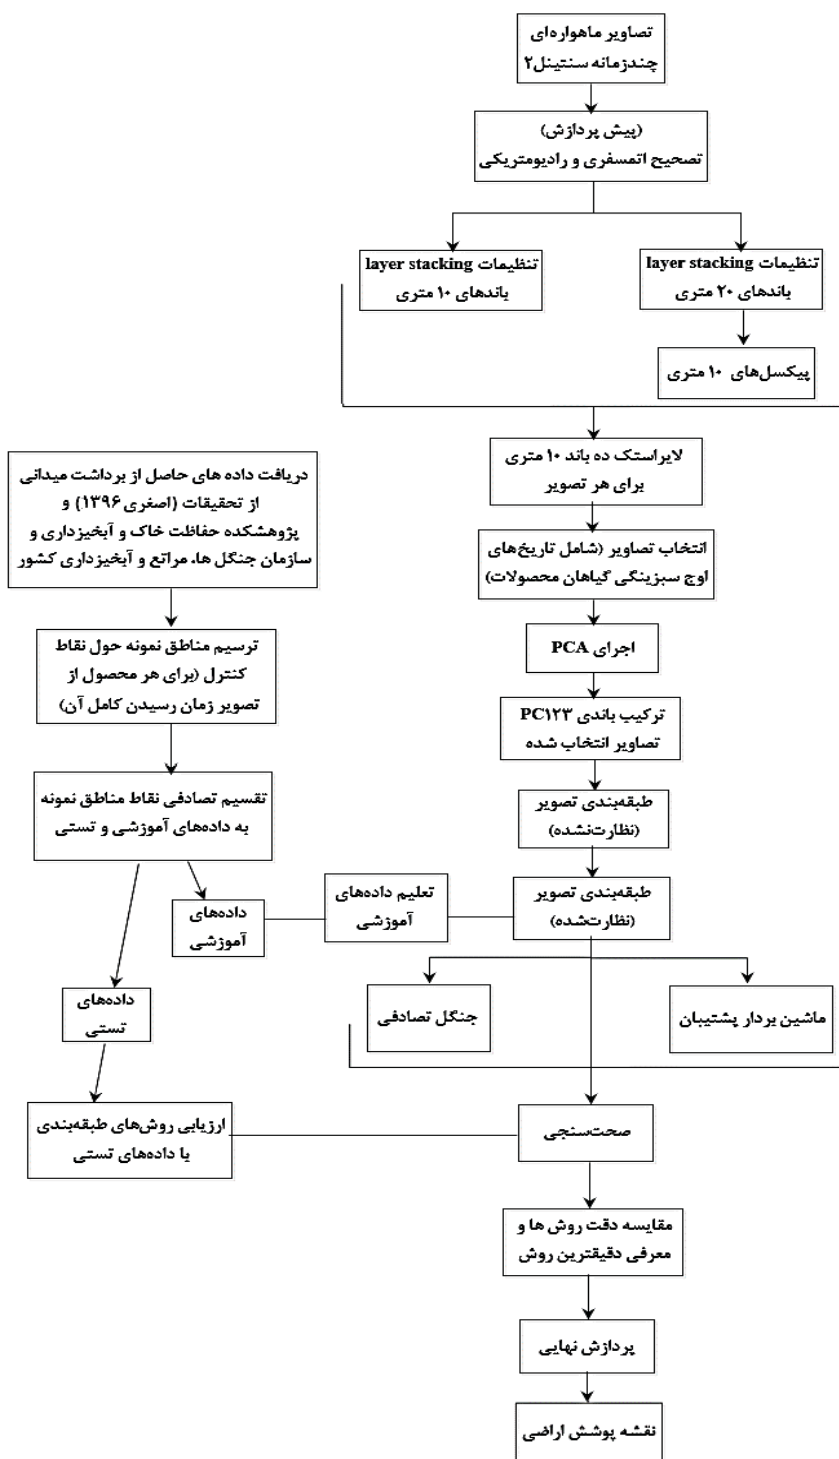 تصاویر ماهواره‌ای
چندزمانه سنتینل۲
(پیش پردازش)
تصحیح اتمسفری و رادیومتریکی
تنظیمات layer stacking
باندهای ۲۰ متری
تنظیمات layer stacking
باندهای ۱۰ متری
پیکسل‌های ۱۰ متری
لایراستک ده باند ۱۰ متری
برای هر تصویر
انتخاب تصاویر (شامل تاریخ‌های
اوج سبزینگی گیاهان محصولات)
اجرای PCA
ترکیب باندی PC۱۲۳
تصاویر انتخاب شده
طبقه‌بندی تصویر
(نظارت‌نشده)
طبقه‌بندی تصویر
(نظارت‌شده)
دریافت داده های حاصل از برداشت میدانی
از تحقیقات (اصغری ۱۳۹۶) و
پژوهشکده حفاظت خاک و آبخیزداری و
سازمان جنگل ها، مراتع و آبخیزداری کشور
ترسیم مناطق نمونه حول نقاط
کنترل (برای هر محصول از
تصویر زمان رسیدن کامل آن)
تقسیم تصادفی نقاط مناطق نمونه
به داده‌های آموزشی و تستی
تعلیم داده‌های
آموزشی
داده‌های
آموزشی
داده‌های
تستی
ماشین بردار پشتیبان
جنگل تصادفی
صحت‌سنجی
ارزیابی روش‌های طبقه‌بندی
با داده‌های تستی
مقایسه دقت روش ها و
معرفی دقیقترین روش
پردازش نهایی
نقشه پوشش اراضی